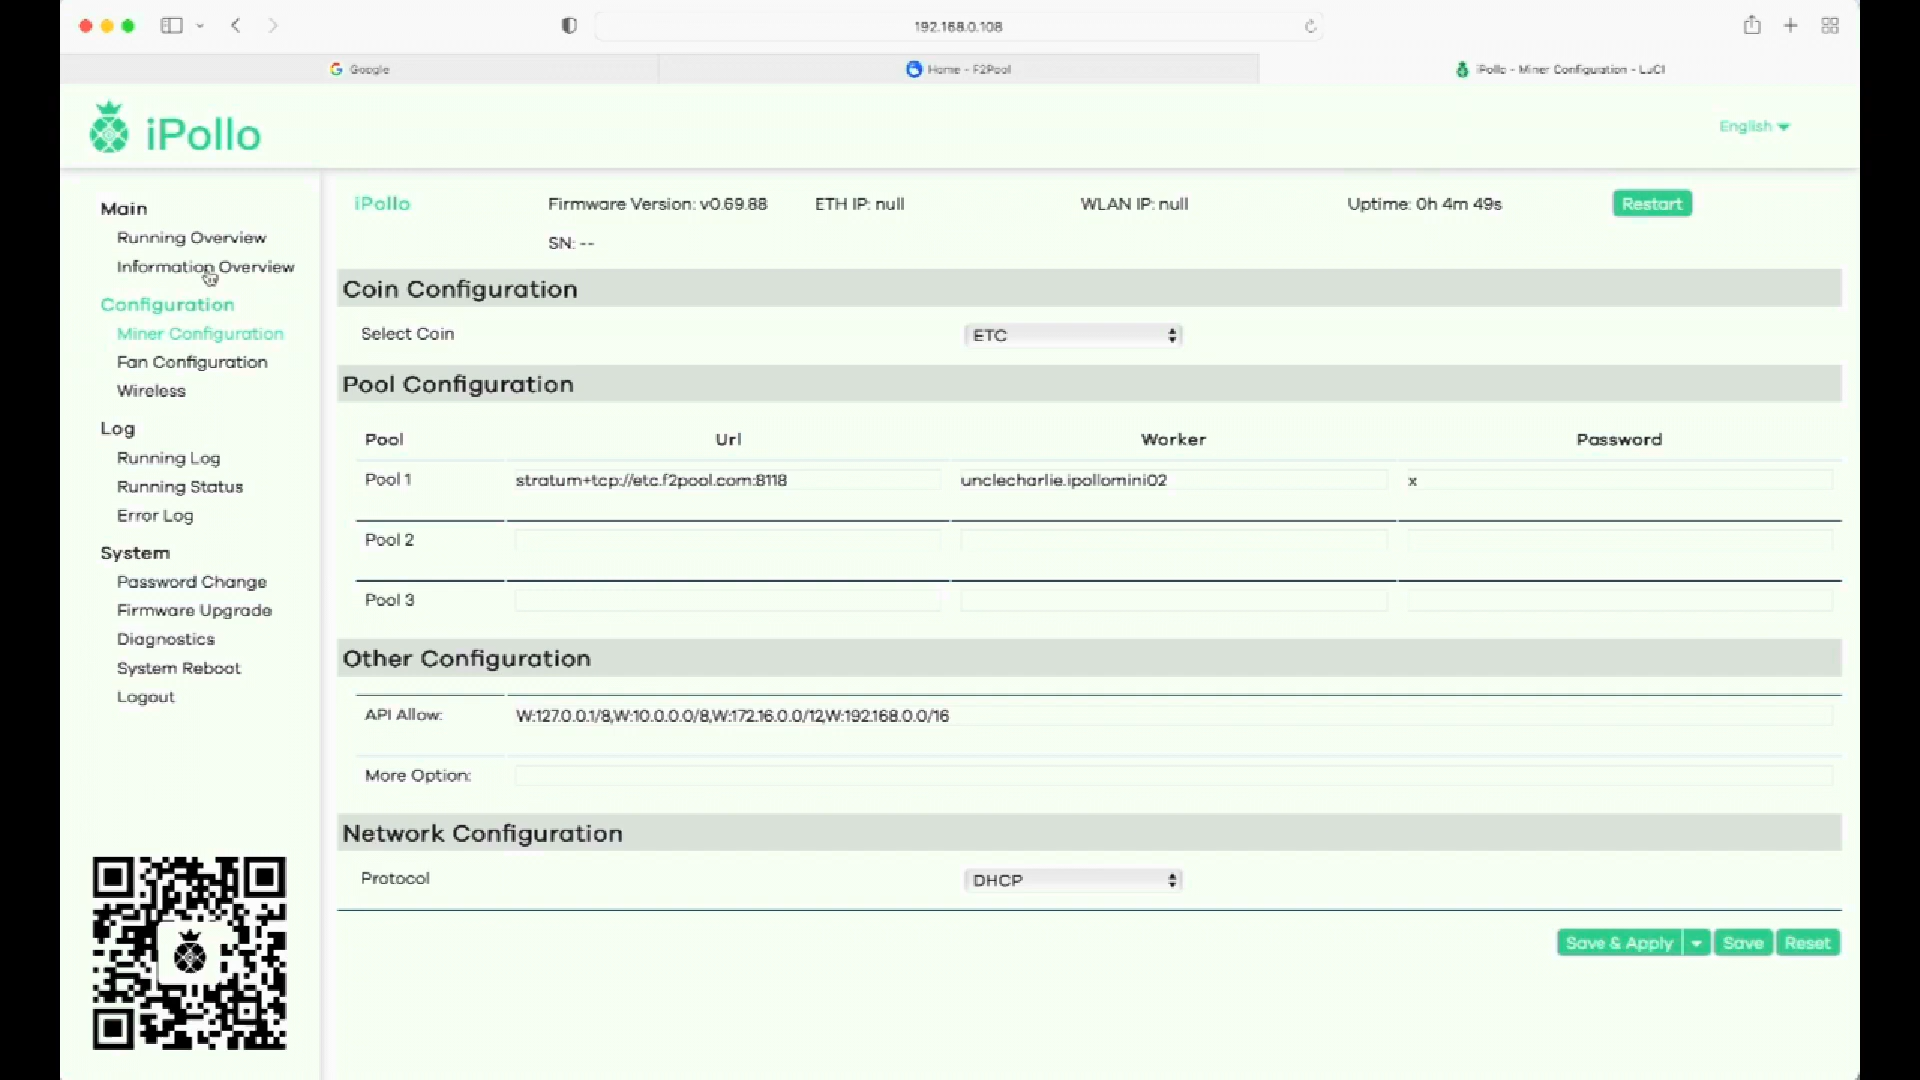 192.168.0.108
Google
Home - F2Pool
iPollo - Miner Configuration - LuCI
iPollo
English
Main
Running Overview
Information Overview
Configuration
Miner Configuration
Fan Configuration
Wireless
Log
Running Log
Running Status
Error Log
System
Password Change
Firmware Upgrade
Diagnostics
System Reboot
Logout
iPollo Firmware Version: v0.69.88 ETH IP: null WLAN IP: null Uptime: 0h 4m 49s Restart
SN: --
Coin Configuration
Select Coin ETC
Pool Configuration
Pool Url Worker Password
Pool 1 stratum+tcp://etc.f2pool.com:8118 unclecharlie.ipollomini02 x
Pool 2
Pool 3
Other Configuration
API Allow: W:127.0.0.1/8,W:10.0.0.0/8,W:172.16.0.0/12,W:192.168.0.0/16
More Option:
Network Configuration
Protocol DHCP
Save & Apply Save Reset